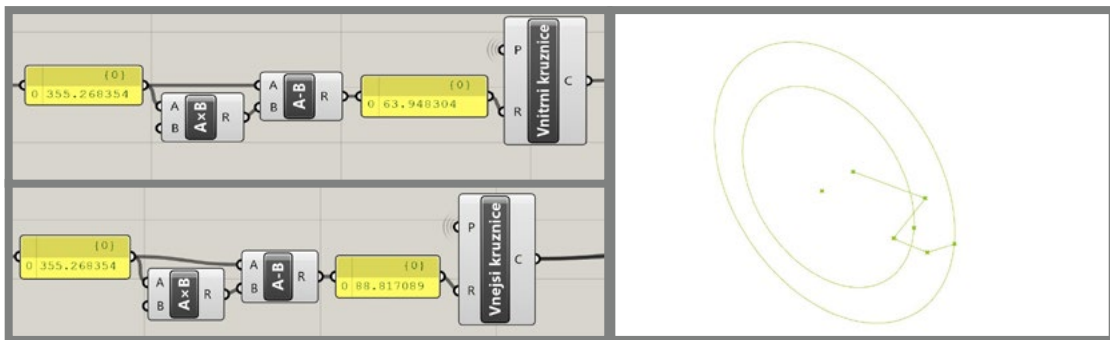 {0}
0 355.268354
A
B
A×B
R
A
B
A-B
R
{0}
0 63.948304
P
R
Vnitrni kruznice
C
{0}
0 355.268354
A
B
A×B
R
A
B
A-B
R
{0}
0 88.817089
P
R
Vnejsi kruznice
C